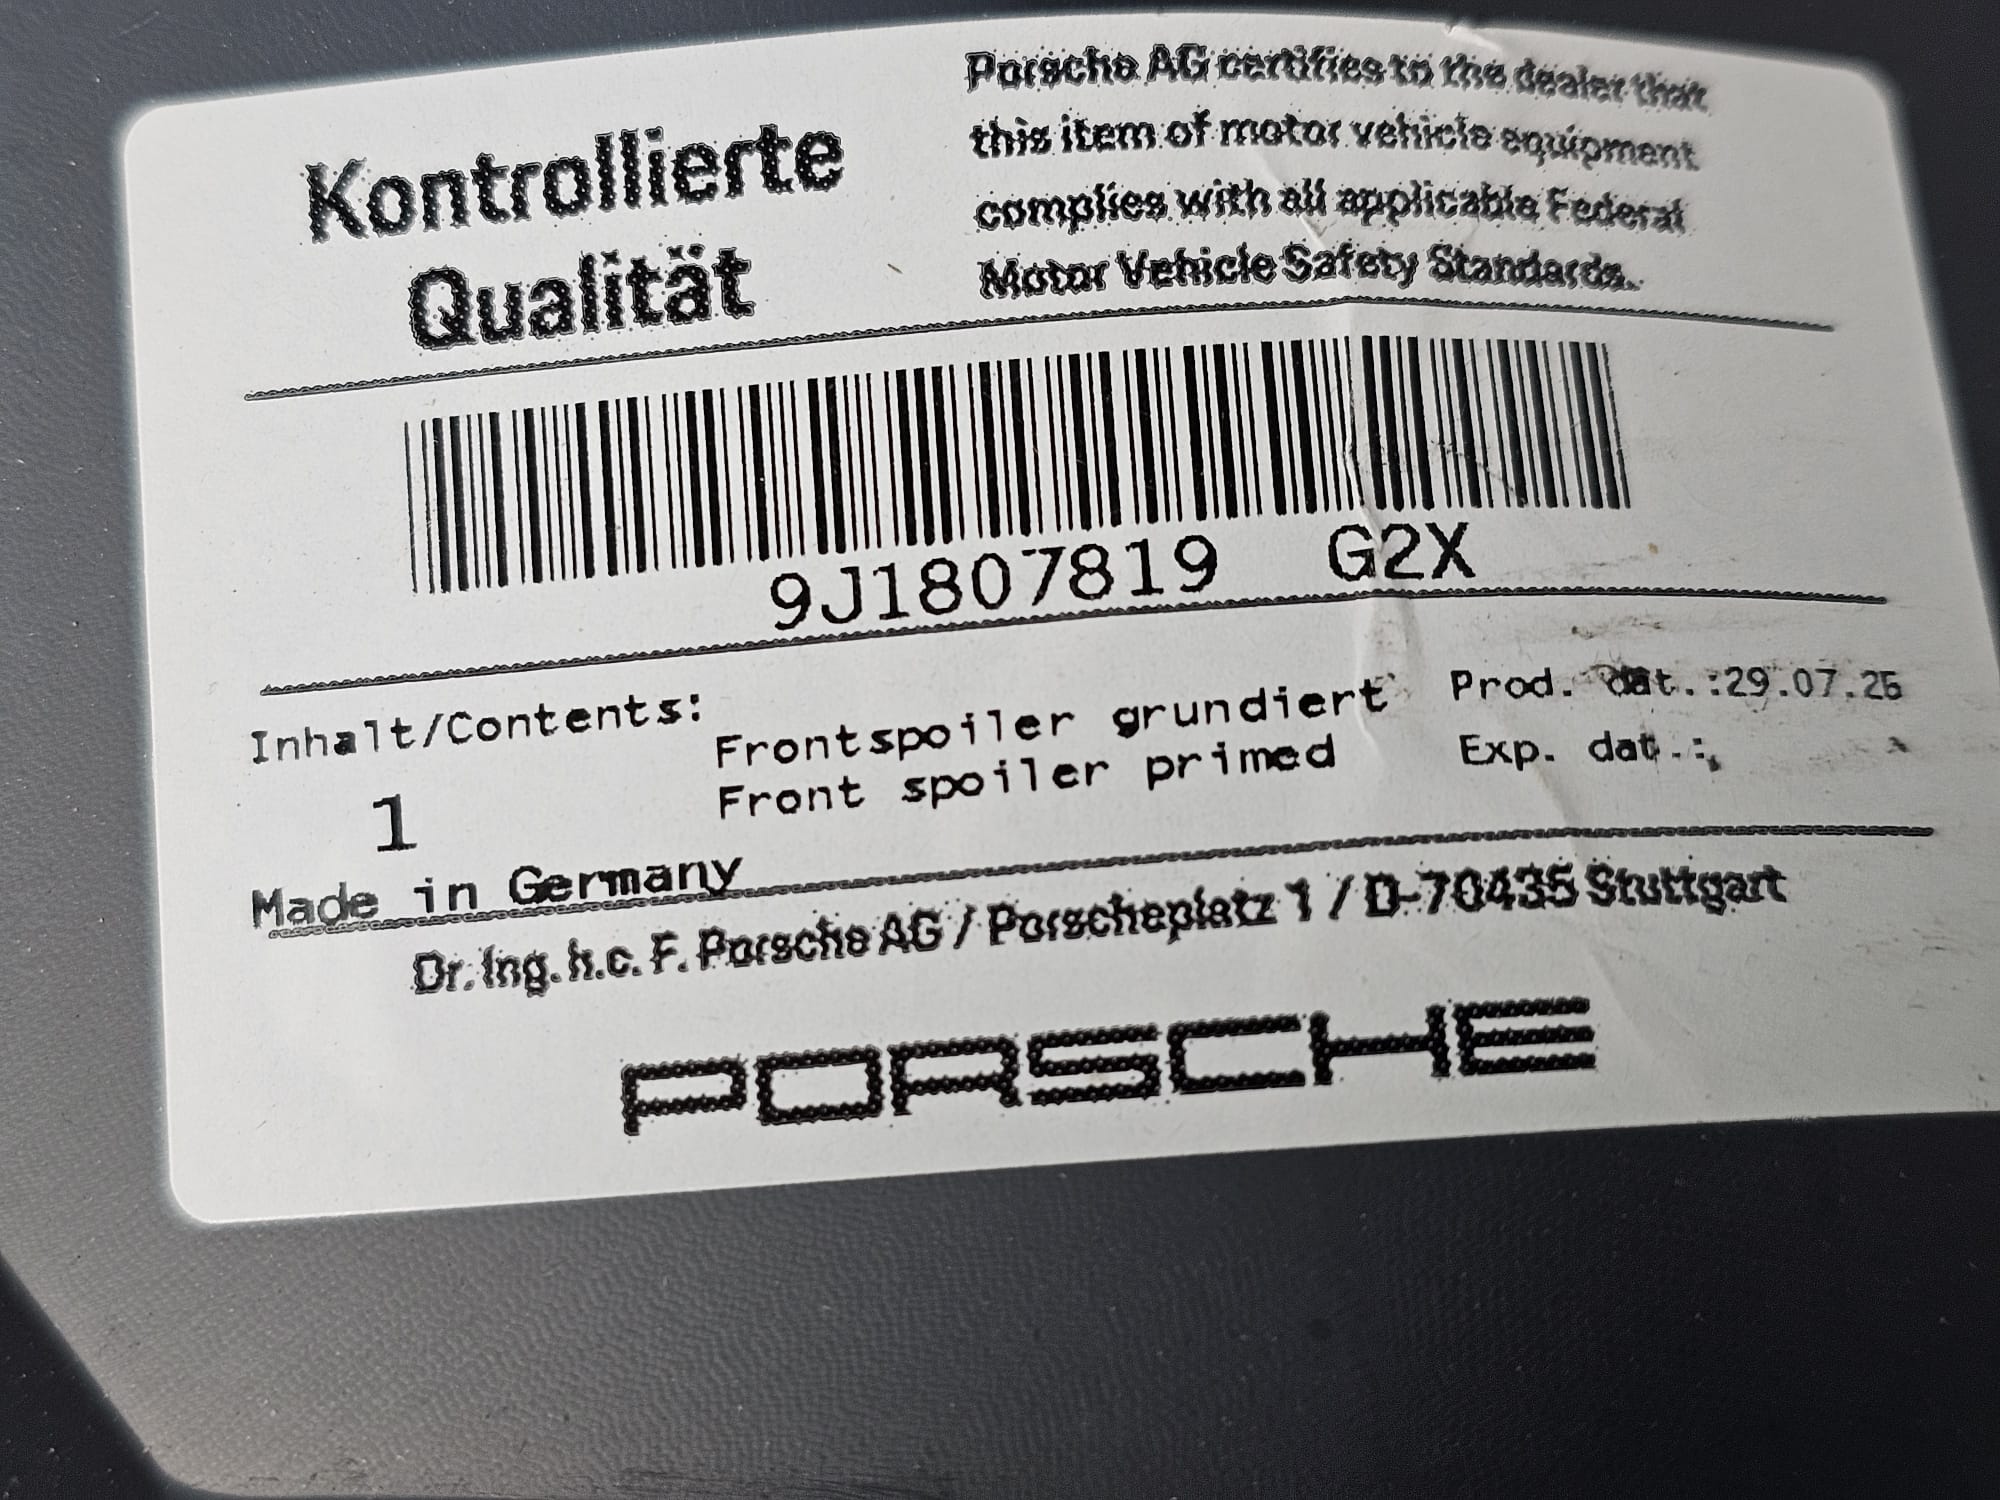 Kontrollierte
Qualität
Porsche AG certifies to the dealer that
this item of motor vehicle equipment
complies with all applicable Federal
Motor Vehicle Safety Standards.
9J1807819 G2X
Inhalt/Contents:
1
Frontspoiler grundiert
Front spoiler primed
Prod. dat.:29.07.25
Exp. dat.:
Made in Germany
Dr. Ing. h.c. F. Porsche AG / Porscheplatz 1 / D-70435 Stuttgart
PORSCHE